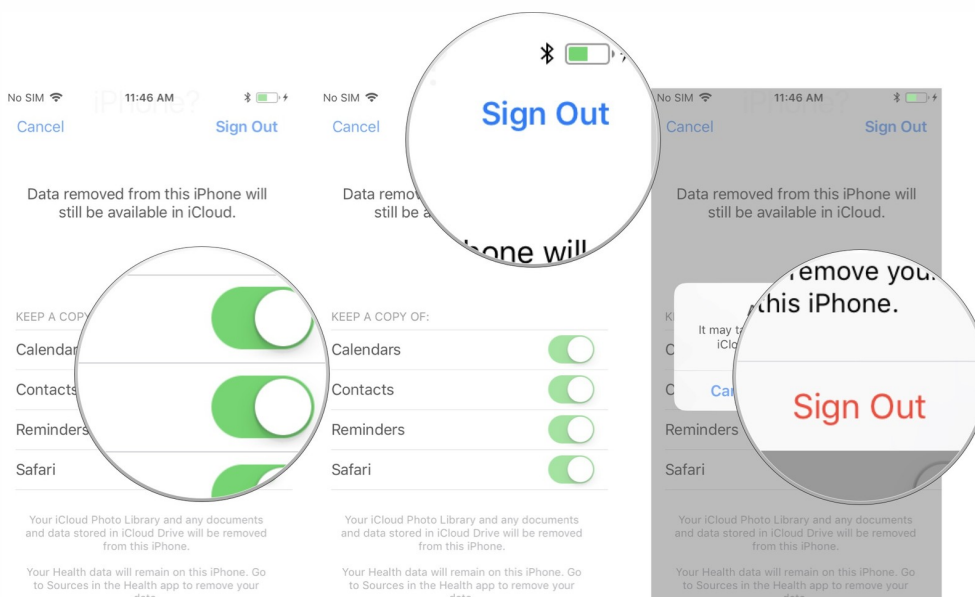 No SIM 11:46 AM
Cancel Sign Out
Data removed from this iPhone will
still be available in iCloud.
KEEP A COPY
Calendar
Contacts
Reminders
Safari
Your iCloud Photo Library and any documents
and data stored in iCloud Drive will be removed
from this iPhone.
Your Health data will remain on this iPhone. Go
to Sources in the Health app to remove your
data.
No SIM
Cancel
Sign Out
Data
still be
phone will
KEEP A COPY OF:
Calendars
Contacts
Reminders
Safari
Your iCloud Photo Library and any documents
and data stored in iCloud Drive will be removed
from this iPhone.
Your Health data will remain on this iPhone. Go
to Sources in the Health app to remove your
data.
No SIM 11:46 AM
Cancel Sign Out
Data removed from this iPhone will
still be available in iCloud.
remove
this iPhone.
It may
Sign Out
Reminders
Safari
Your iCloud Photo Library and any documents
and data stored in iCloud Drive will be removed
from this iPhone.
Your Health data will remain on this iPhone. Go
to Sources in the Health app to remove your
data.